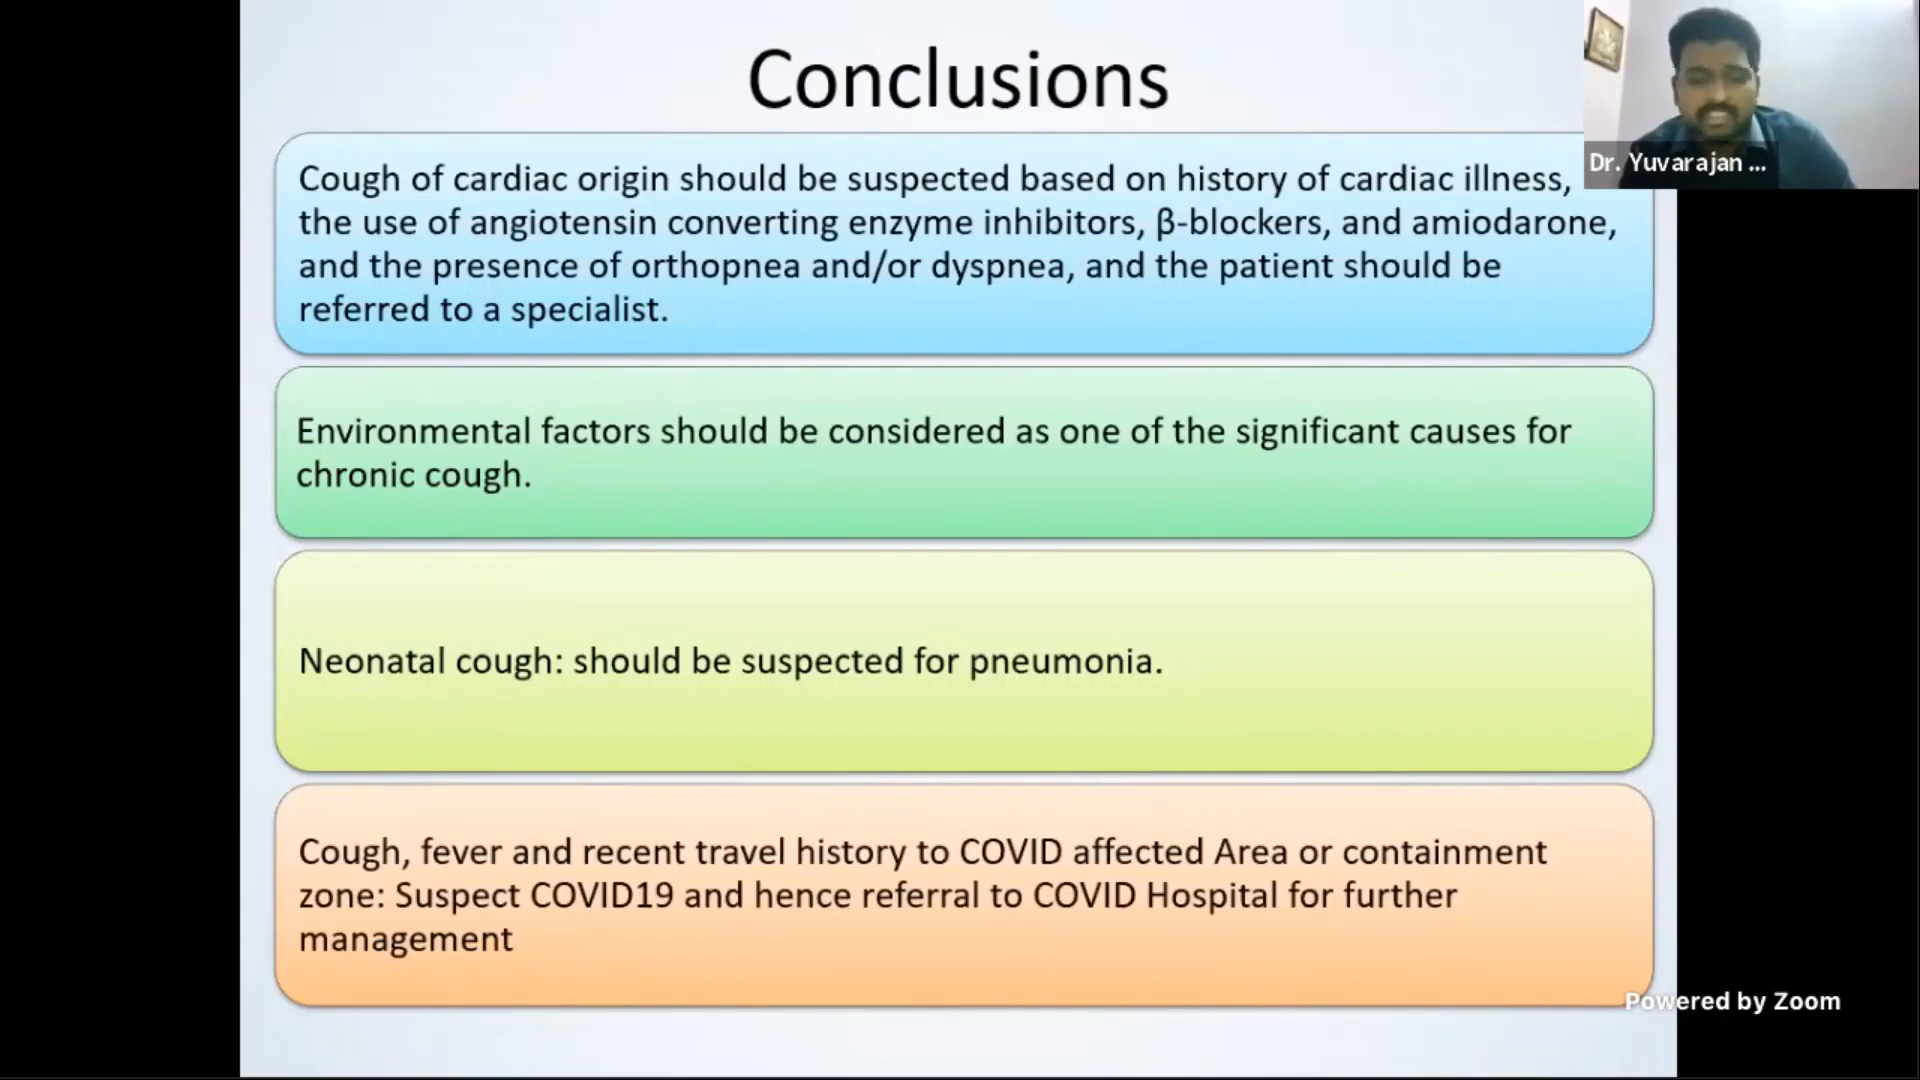 Conclusions
Cough of cardiac origin should be suspected based on history of cardiac illness,
the use of angiotensin converting enzyme inhibitors, β-blockers, and amiodarone,
and the presence of orthopnea and/or dyspnea, and the patient should be
referred to a specialist.
Environmental factors should be considered as one of the significant causes for
chronic cough.
Neonatal cough: should be suspected for pneumonia.
Cough, fever and recent travel history to COVID affected Area or containment
zone: Suspect COVID19 and hence referral to COVID Hospital for further
management
Dr. Yuvarajan ...
Powered by Zoom